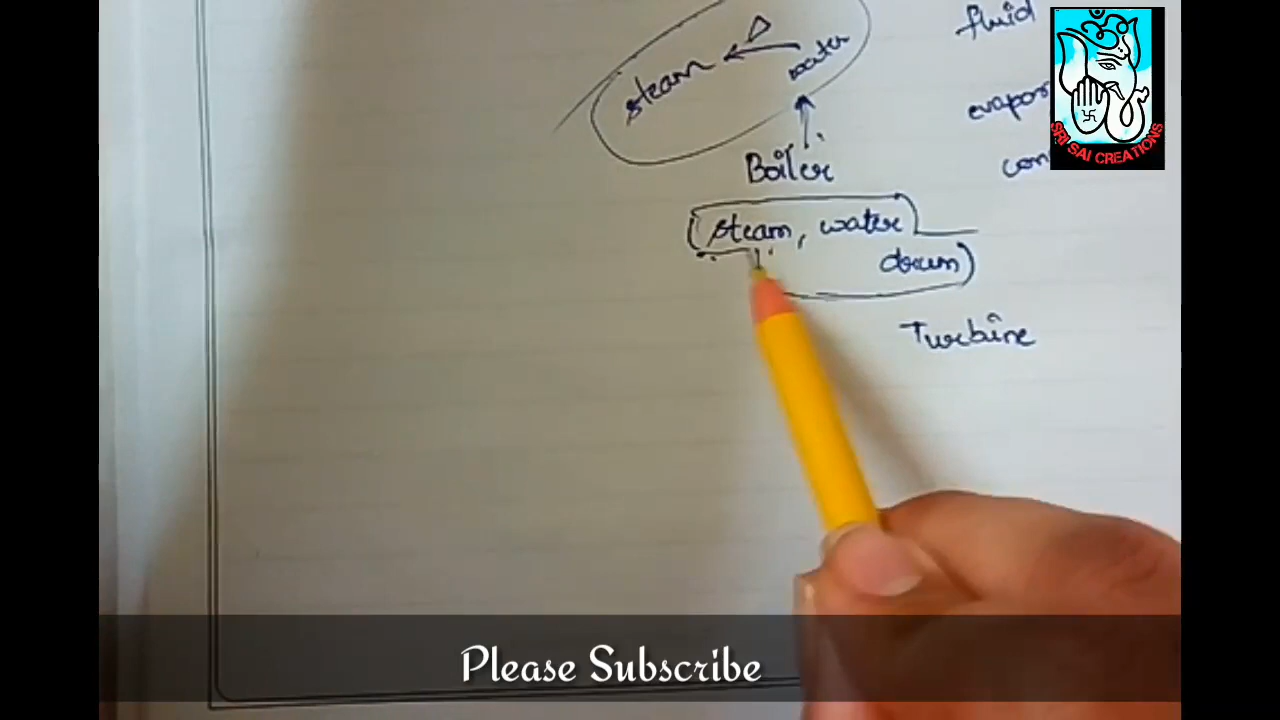 fluid
steam ← Δ water
evapor
con
Boiler
(steam, water
drum)
Turbine
SRI SAI CREATIONS
Please Subscribe